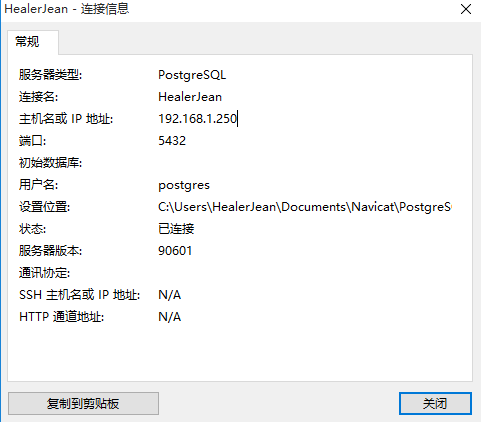 HealerJean - 连接信息
常规
服务器类型: PostgreSQL
连接名: HealerJean
主机名或 IP 地址: 192.168.1.250
端口: 5432
初始数据库:
用户名: postgres
设置位置: C:\Users\HealerJean\Documents\Navicat\PostgreS
状态: 已连接
服务器版本: 90601
通讯协定:
SSH 主机名或 IP 地址: N/A
HTTP 通道地址: N/A
复制到剪贴板 关闭